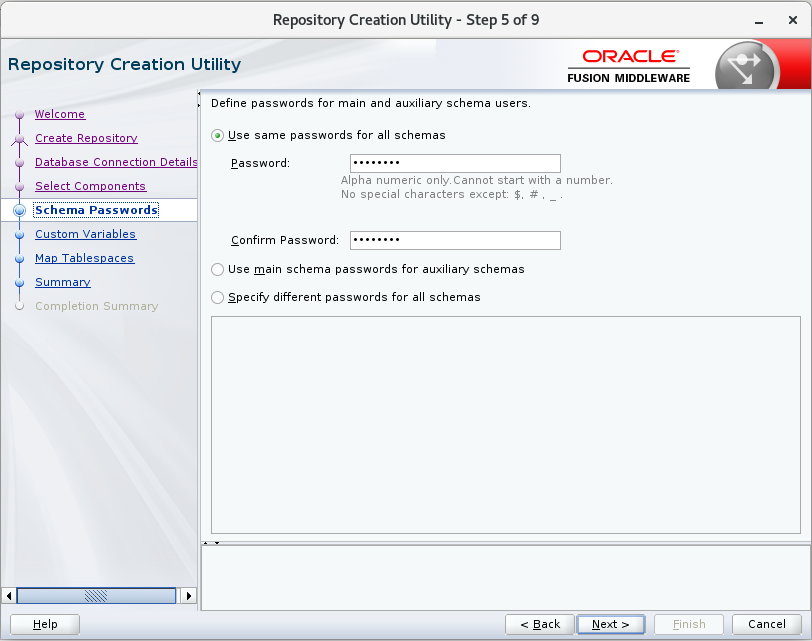 Repository Creation Utility - Step 5 of 9
Repository Creation Utility
ORACLE
FUSION MIDDLEWARE
Welcome
Create Repository
Database Connection Details
Select Components
Schema Passwords
Custom Variables
Map Tablespaces
Summary
Completion Summary
Define passwords for main and auxiliary schema users.
Use same passwords for all schemas
Password: ••••••••
Alpha numeric only.Cannot start with a number.
No special characters except: $, # , _ .
Confirm Password: ••••••••
Use main schema passwords for auxiliary schemas
Specify different passwords for all schemas
Help
< Back
Next >
Finish
Cancel